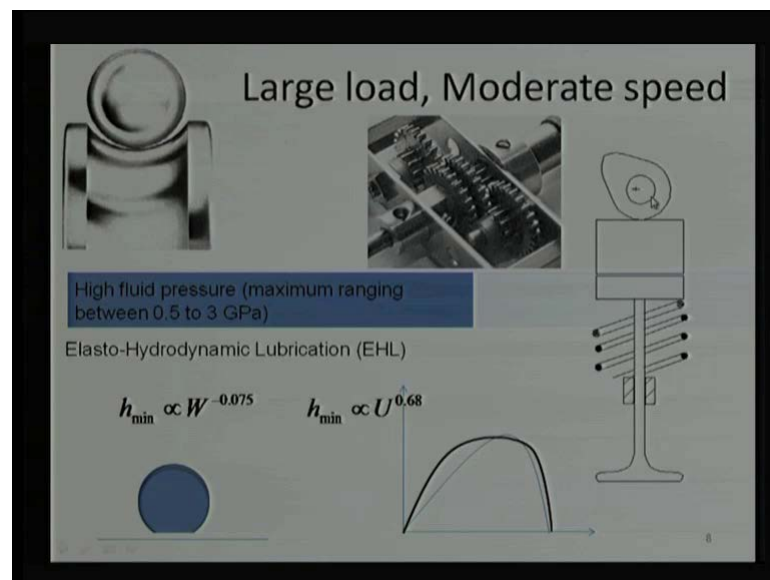 Large load, Moderate speed
High fluid pressure (maximum ranging
between 0.5 to 3 GPa)
Elasto-Hydrodynamic Lubrication (EHL)
h_min ∝ W^-0.075
h_min ∝ U^0.68
8